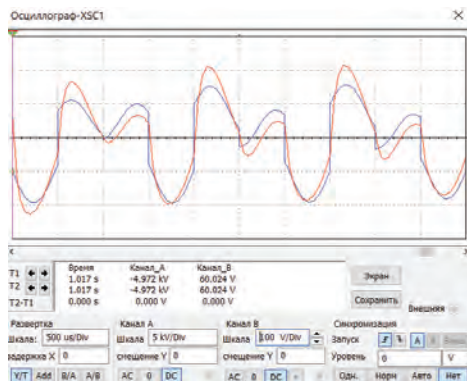 Осциллограф-XSC1
Время Канал_A Канал_B
T1 1.017 s -4.972 kV 60.024 V
T2 1.017 s -4.972 kV 60.024 V
T2-T1 0.000 s 0.000 V 0.000 V
Экран
Сохранить
Внешняя
Развертка Канал A Канал B Синхронизация
Шкала: 500 us/Div Шкала 5 kV/Div Шкала 100 V/Div Запуск A
задержка X 0 смещение Y 0 смещение Y 0 Уровень 0 V
Y/T Add B/A A/B AC 0 DC AC 0 DC Одн. Норм Авто Нет